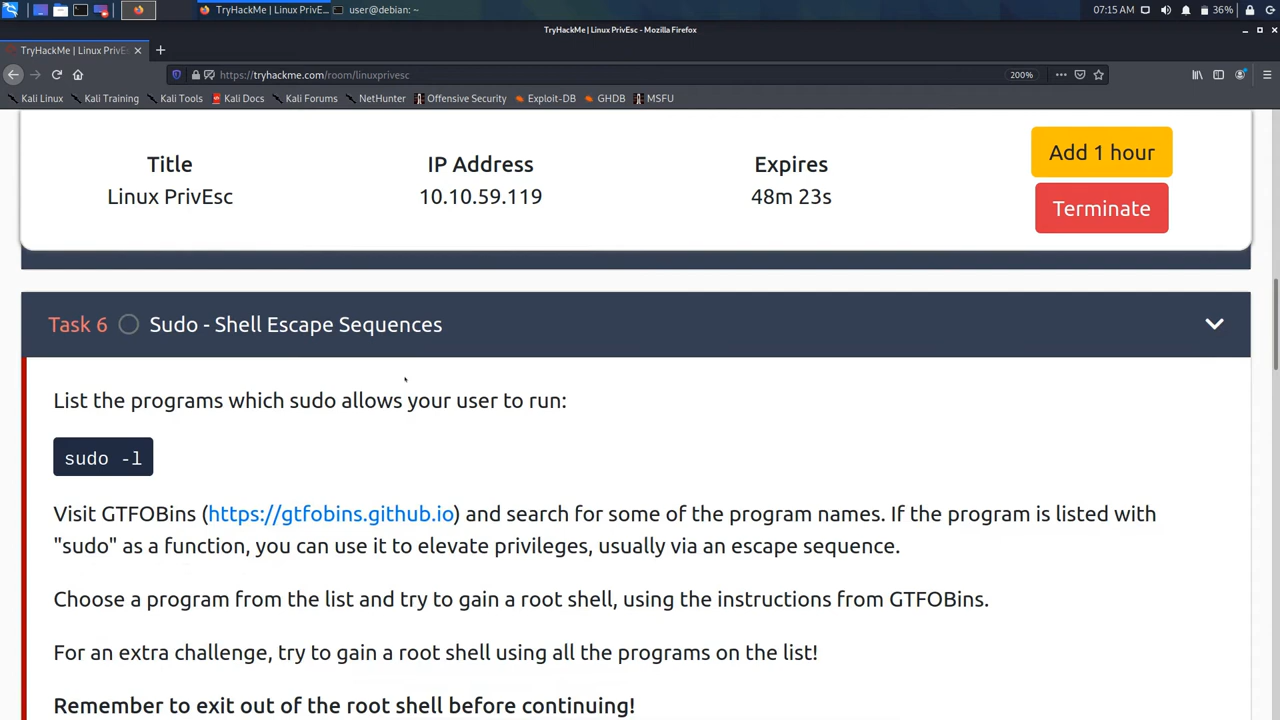 TryHackMe | Linux PrivE...
user@debian: ~
07:15 AM
36%
TryHackMe | Linux PrivEsc - Mozilla Firefox
TryHackMe | Linux PrivEs
https://tryhackme.com/room/linuxprivesc
200%
Kali Linux
Kali Training
Kali Tools
Kali Docs
Kali Forums
NetHunter
Offensive Security
Exploit-DB
GHDB
MSFU
Title
IP Address
Expires
Add 1 hour
Linux PrivEsc
10.10.59.119
48m 23s
Terminate
Task 6
Sudo - Shell Escape Sequences
List the programs which sudo allows your user to run:
sudo -l
Visit GTFOBins (https://gtfobins.github.io) and search for some of the program names. If the program is listed with
"sudo" as a function, you can use it to elevate privileges, usually via an escape sequence.
Choose a program from the list and try to gain a root shell, using the instructions from GTFOBins.
For an extra challenge, try to gain a root shell using all the programs on the list!
Remember to exit out of the root shell before continuing!